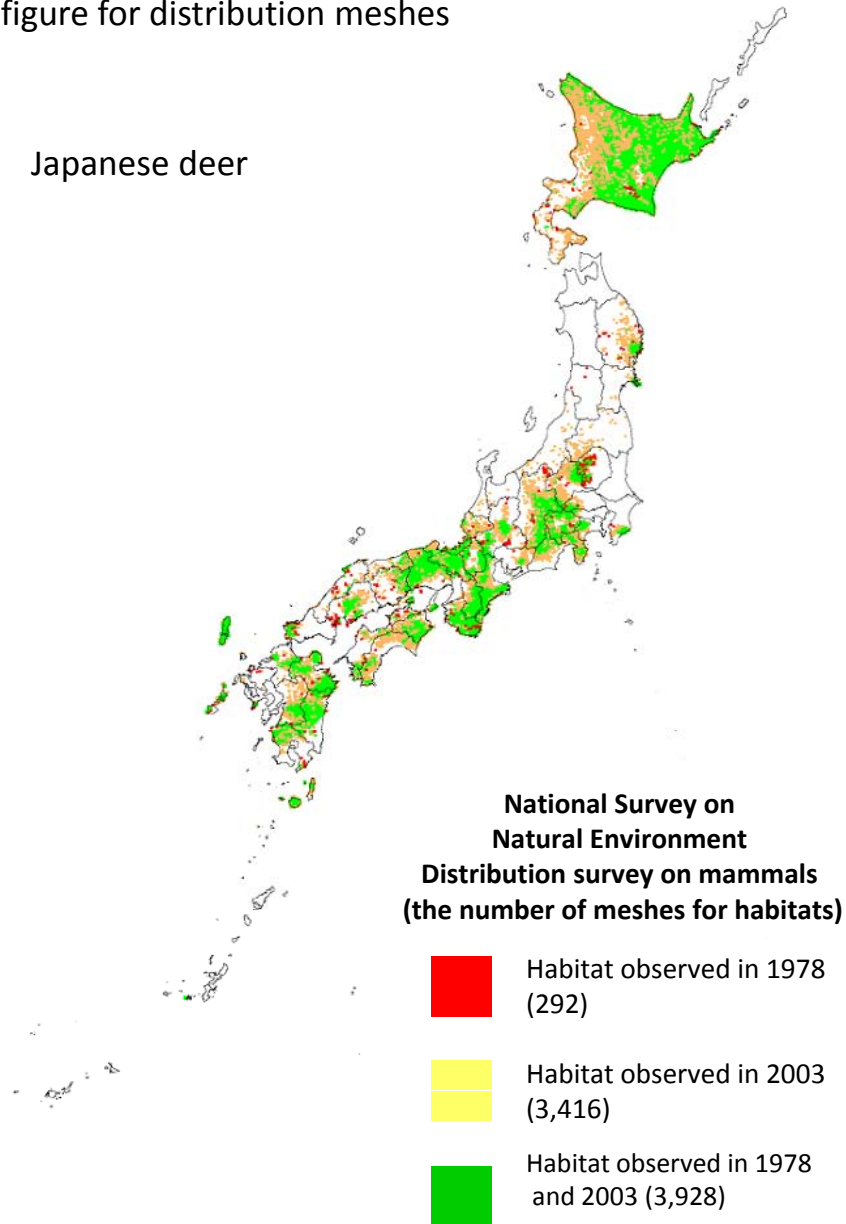 figure for distribution meshes
Japanese deer
National Survey on
Natural Environment
Distribution survey on mammals
(the number of meshes for habitats)
Habitat observed in 1978
(292)
Habitat observed in 2003
(3,416)
Habitat observed in 1978
and 2003 (3,928)